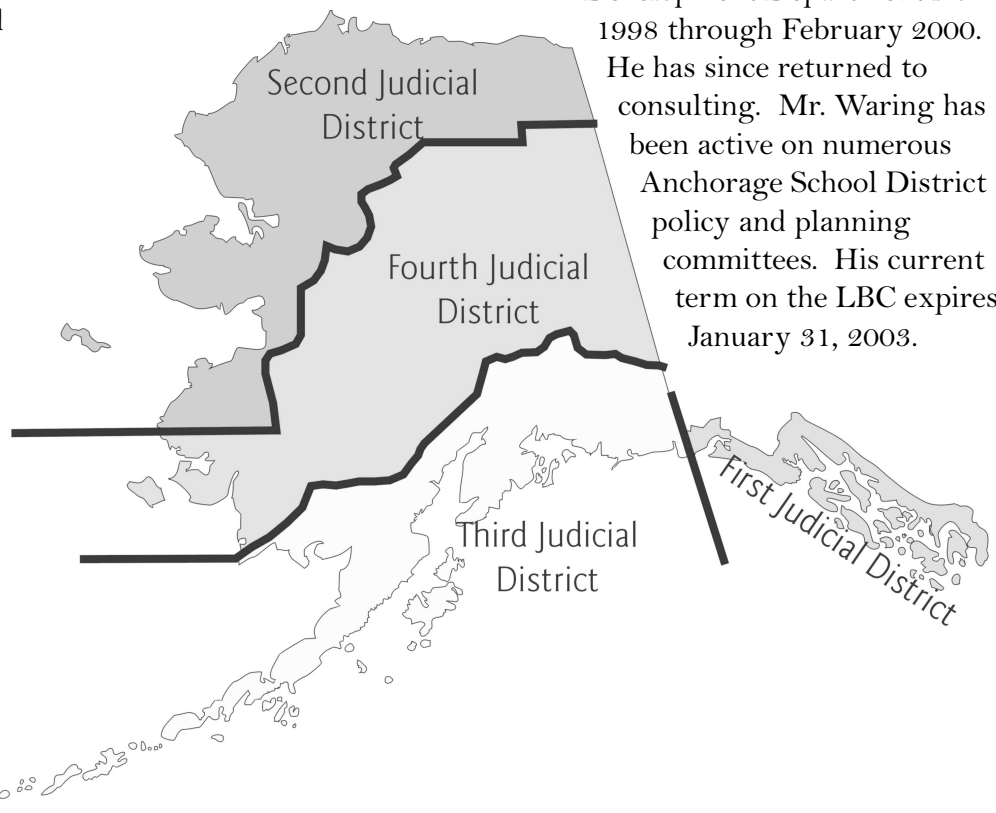 1998 through February 2000.
He has since returned to
consulting. Mr. Waring has
been active on numerous
Anchorage School District
policy and planning
committees. His current
term on the LBC expires
January 31, 2003.
Second Judicial
District
Fourth Judicial
District
Third Judicial
District
First Judicial District